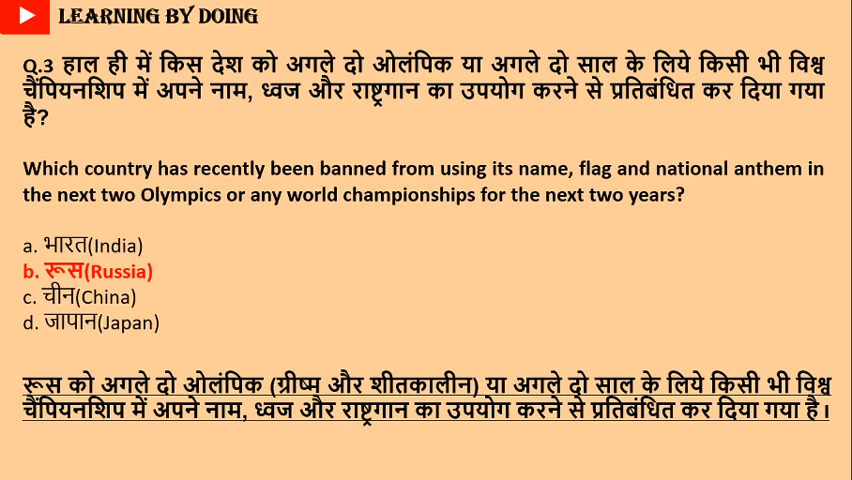 LEARNING BY DOING
Q.3 हाल ही में किस देश को अगले दो ओलंपिक या अगले दो साल के लिये किसी भी विश्व
चैंपियनशिप में अपने नाम, ध्वज और राष्ट्रगान का उपयोग करने से प्रतिबंधित कर दिया गया
है?
Which country has recently been banned from using its name, flag and national anthem in
the next two Olympics or any world championships for the next two years?
a. भारत(India)
b. रूस(Russia)
c. चीन(China)
d. जापान(Japan)
रूस को अगले दो ओलंपिक (ग्रीष्म और शीतकालीन) या अगले दो साल के लिये किसी भी विश्व
चैंपियनशिप में अपने नाम, ध्वज और राष्ट्रगान का उपयोग करने से प्रतिबंधित कर दिया गया है।